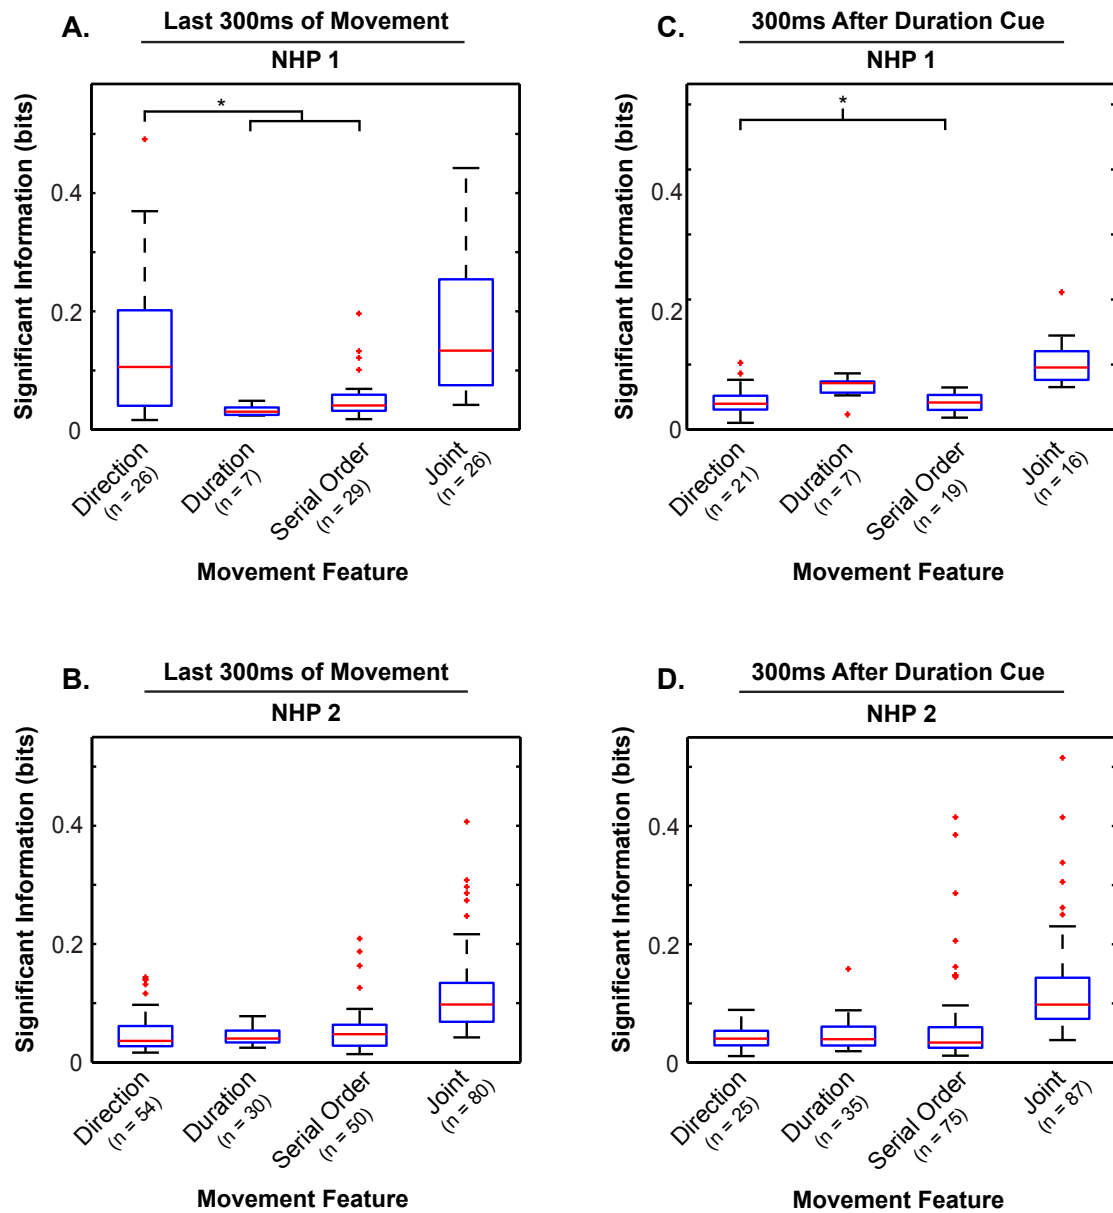 A.
Last 300ms of Movement
NHP 1
Significant Information (bits)
0.4
0.2
0
*
Direction
(n = 26)
Duration
(n = 7)
Serial Order
(n = 29)
Joint
(n = 26)
Movement Feature
C.
300ms After Duration Cue
NHP 1
Significant Information (bits)
0.4
0.2
0
*
Direction
(n = 21)
Duration
(n = 7)
Serial Order
(n = 19)
Joint
(n = 16)
Movement Feature
B.
Last 300ms of Movement
NHP 2
Significant Information (bits)
0.4
0.2
0
Direction
(n = 54)
Duration
(n = 30)
Serial Order
(n = 50)
Joint
(n = 80)
Movement Feature
D.
300ms After Duration Cue
NHP 2
Significant Information (bits)
0.4
0.2
0
Direction
(n = 25)
Duration
(n = 35)
Serial Order
(n = 75)
Joint
(n = 87)
Movement Feature